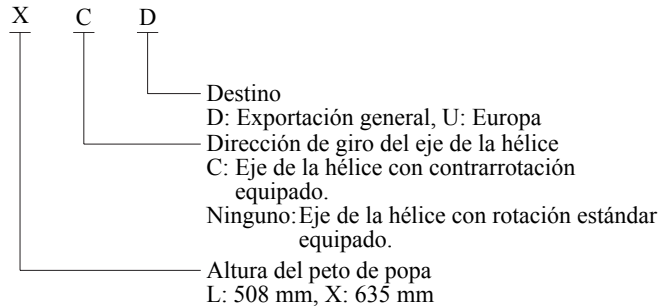 X C D
Destino
D: Exportación general, U: Europa
Dirección de giro del eje de la hélice
C: Eje de la hélice con contrarrotación
equipado.
Ninguno: Eje de la hélice con rotación estándar
equipado.
Altura del peto de popa
L: 508 mm, X: 635 mm